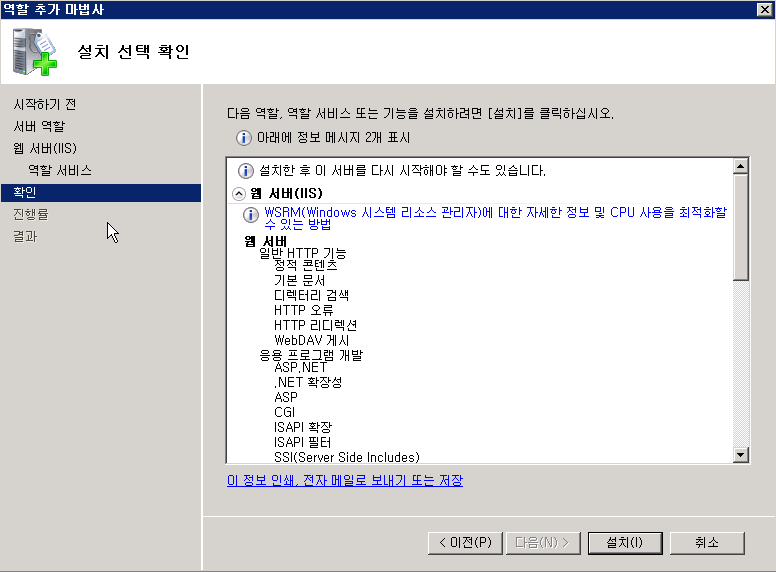 역할 추가 마법사
설치 선택 확인
시작하기 전
서버 역할
웹 서버(IIS)
역할 서비스
확인
진행률
결과
다음 역할, 역할 서비스 또는 기능을 설치하려면 [설치]를 클릭하십시오.
아래에 정보 메시지 2개 표시
설치한 후 이 서버를 다시 시작해야 할 수도 있습니다.
웹 서버(IIS)
WSRM(Windows 시스템 리소스 관리자)에 대한 자세한 정보 및 CPU 사용을 최적화할
수 있는 방법
웹 서버
일반 HTTP 기능
정적 콘텐츠
기본 문서
디렉터리 검색
HTTP 오류
HTTP 리디렉션
WebDAV 게시
응용 프로그램 개발
ASP.NET
.NET 확장성
ASP
CGI
ISAPI 확장
ISAPI 필터
SSI(Server Side Includes)
이 정보 인쇄, 전자 메일로 보내기 또는 저장
< 이전(P) 다음(N) > 설치(I) 취소